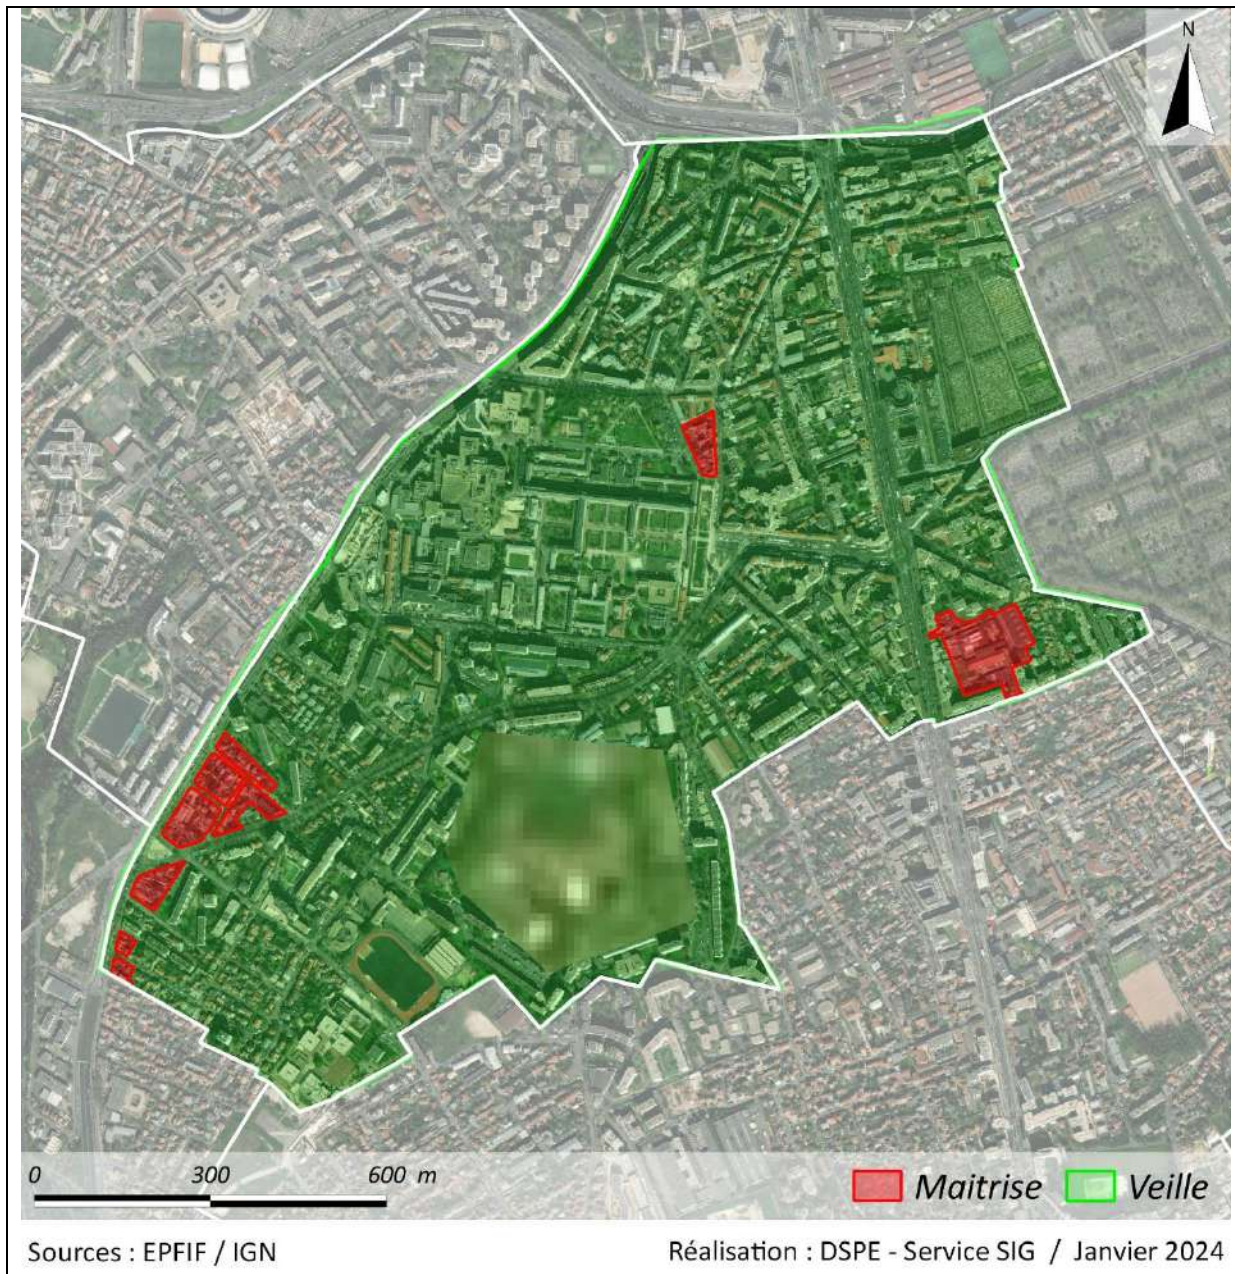 N
0 300 600 m
Maitrise Veille
Sources : EPFIF / IGN
Réalisation : DSPE - Service SIG / Janvier 2024